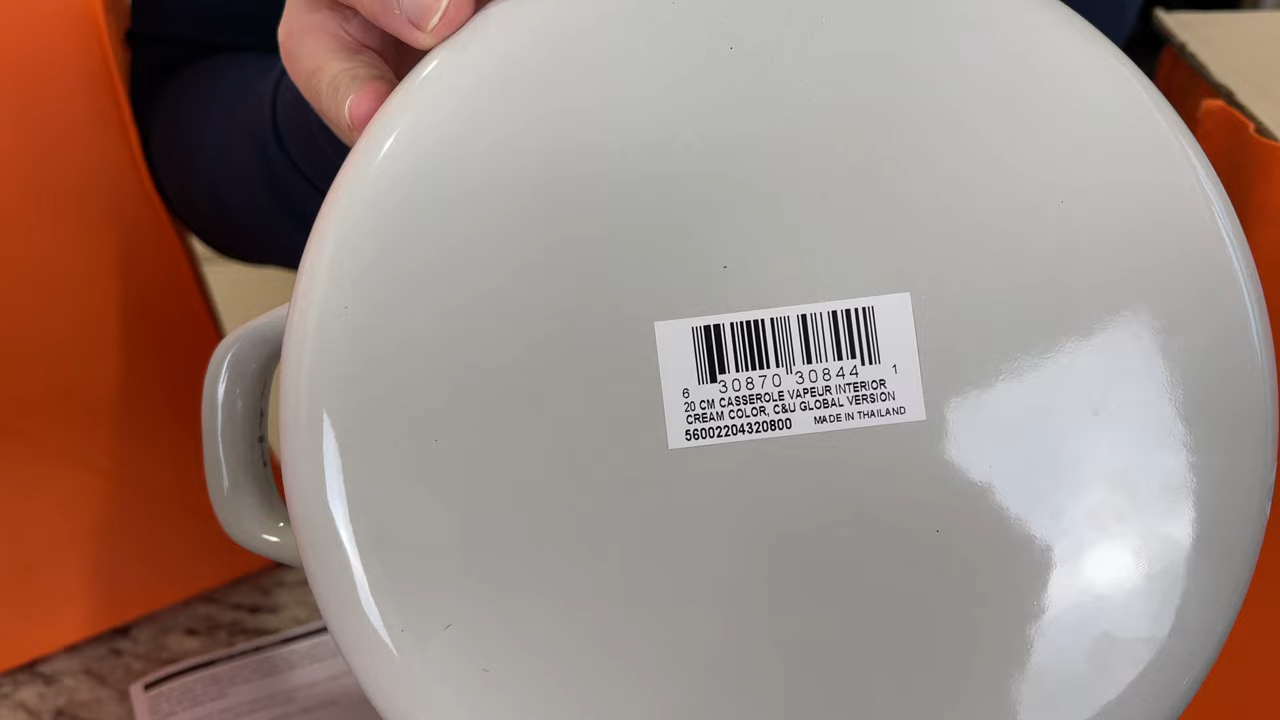 6 30870 30844 1
20 CM CASSEROLE VAPEUR INTERIOR
CREAM COLOR, C&U GLOBAL VERSION
56002204320800 MADE IN THAILAND